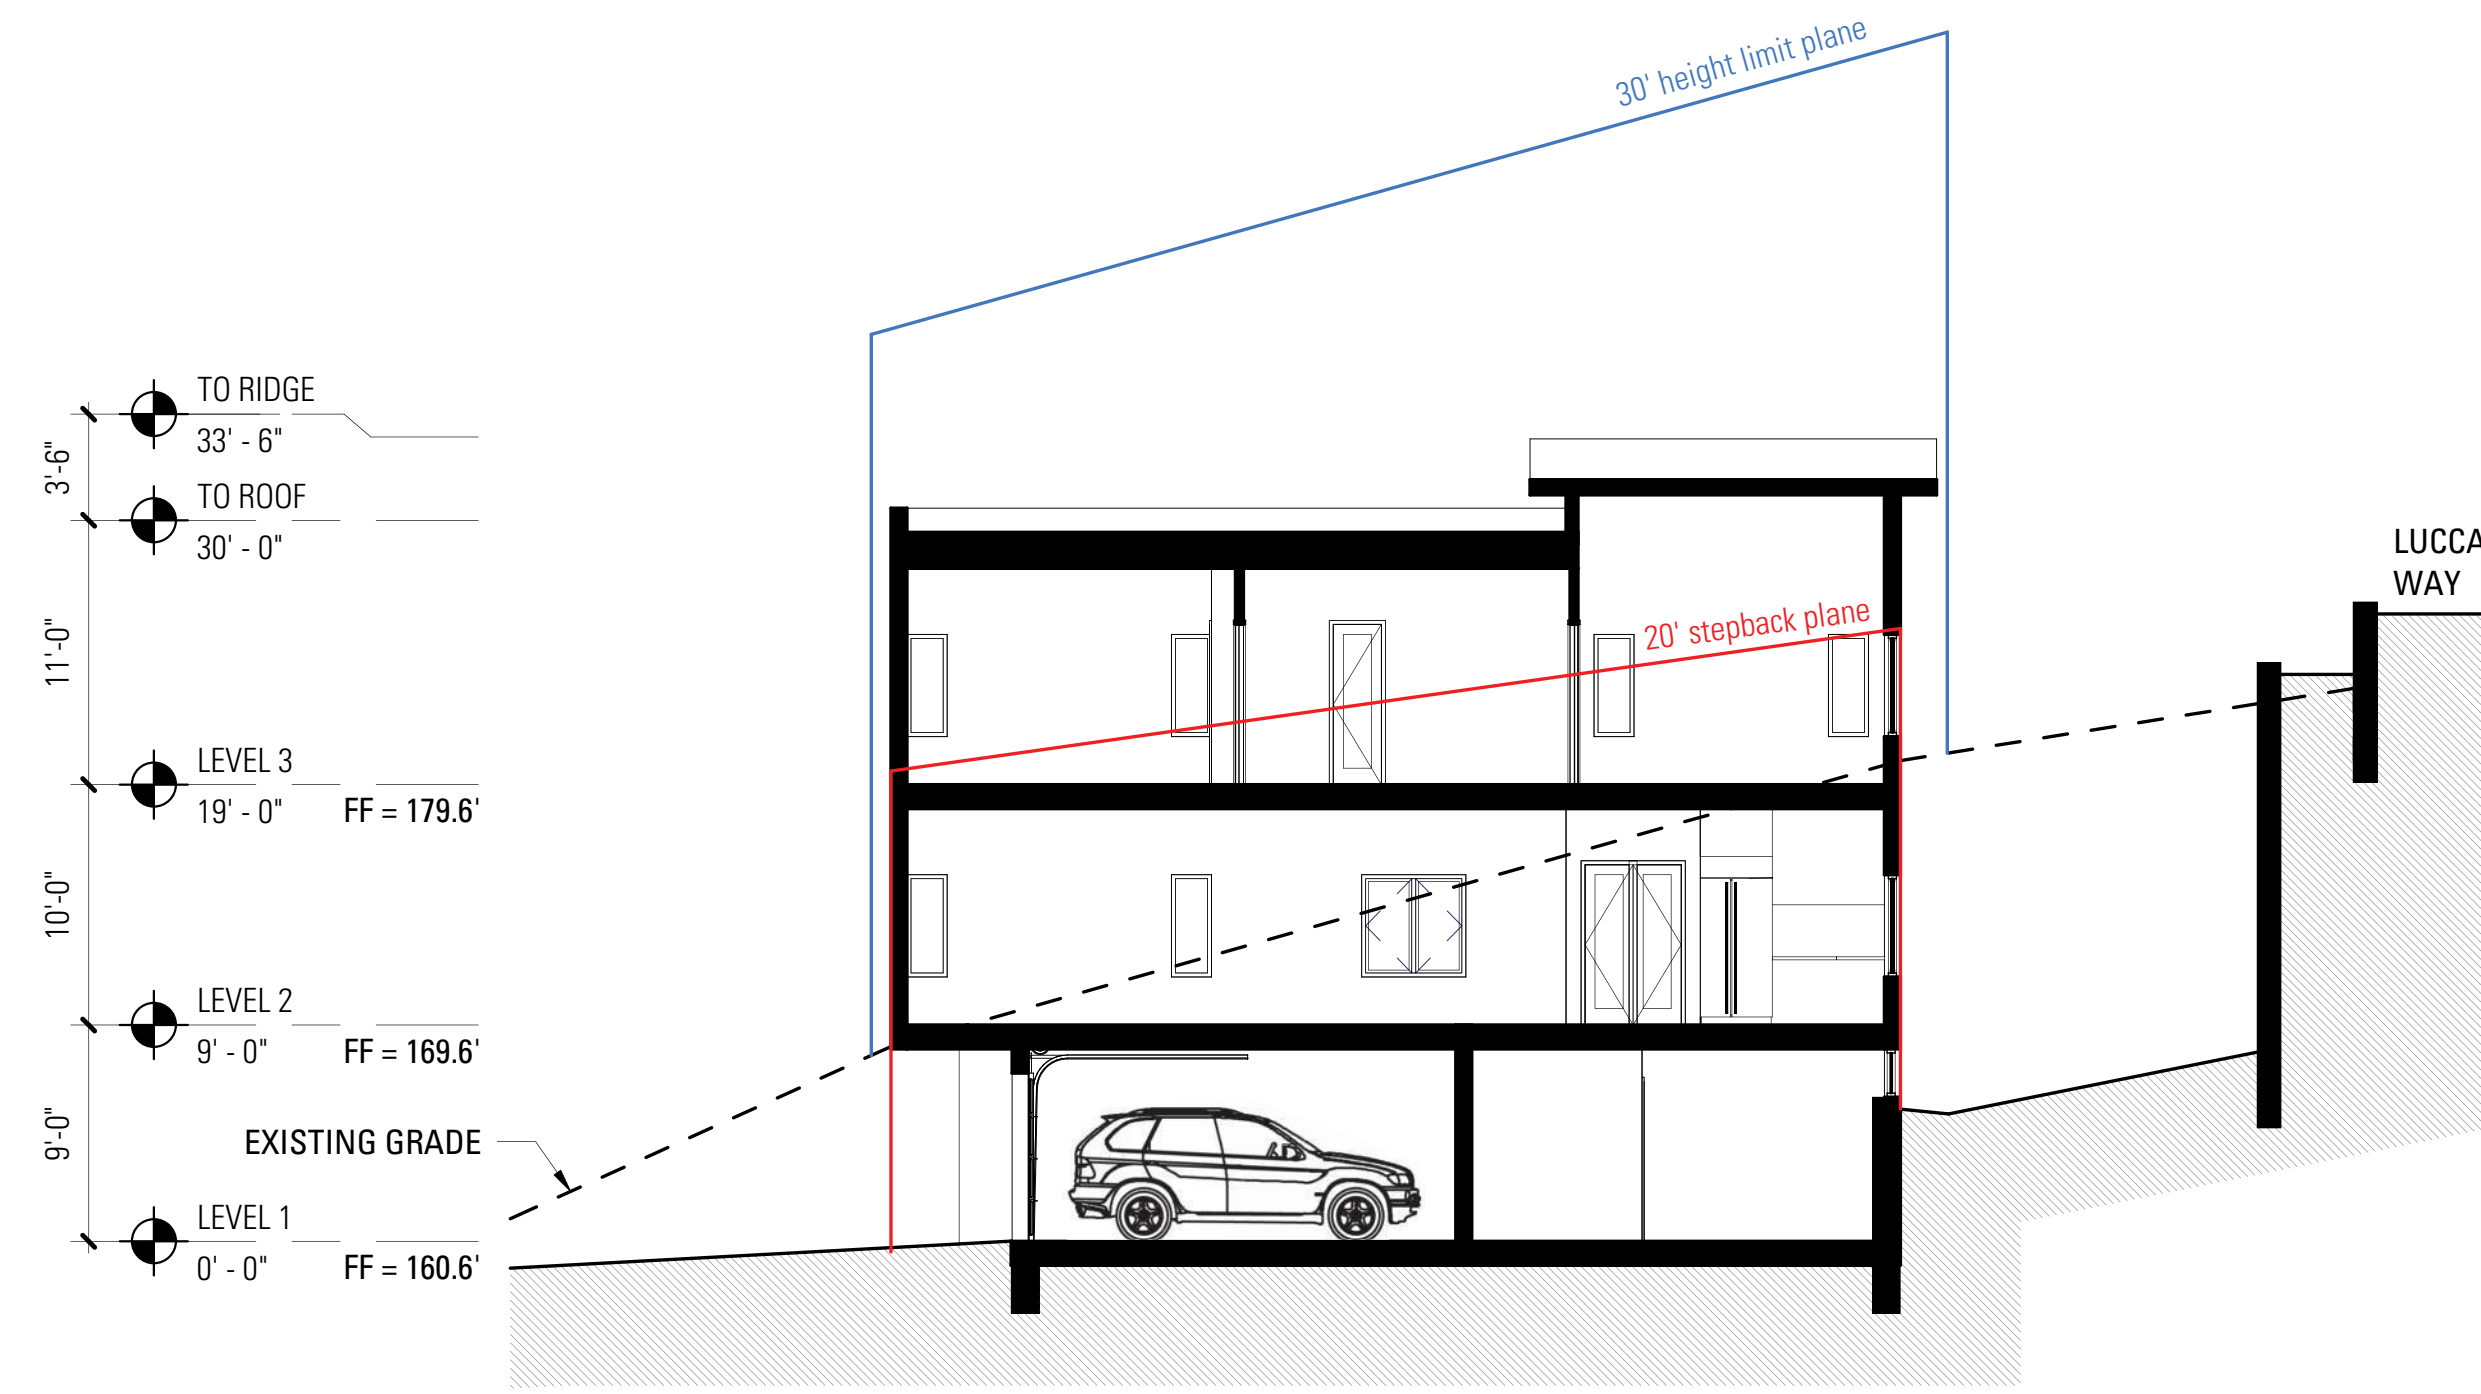 30' height limit plane
TO RIDGE
33' - 6"
3'-6"
TO ROOF
30' - 0"
LUCCA
WAY
20' stepback plane
11'-0"
LEVEL 3
19' - 0" FF = 179.6'
10'-0"
LEVEL 2
9' - 0" FF = 169.6'
9'-0"
EXISTING GRADE
LEVEL 1
0' - 0" FF = 160.6'